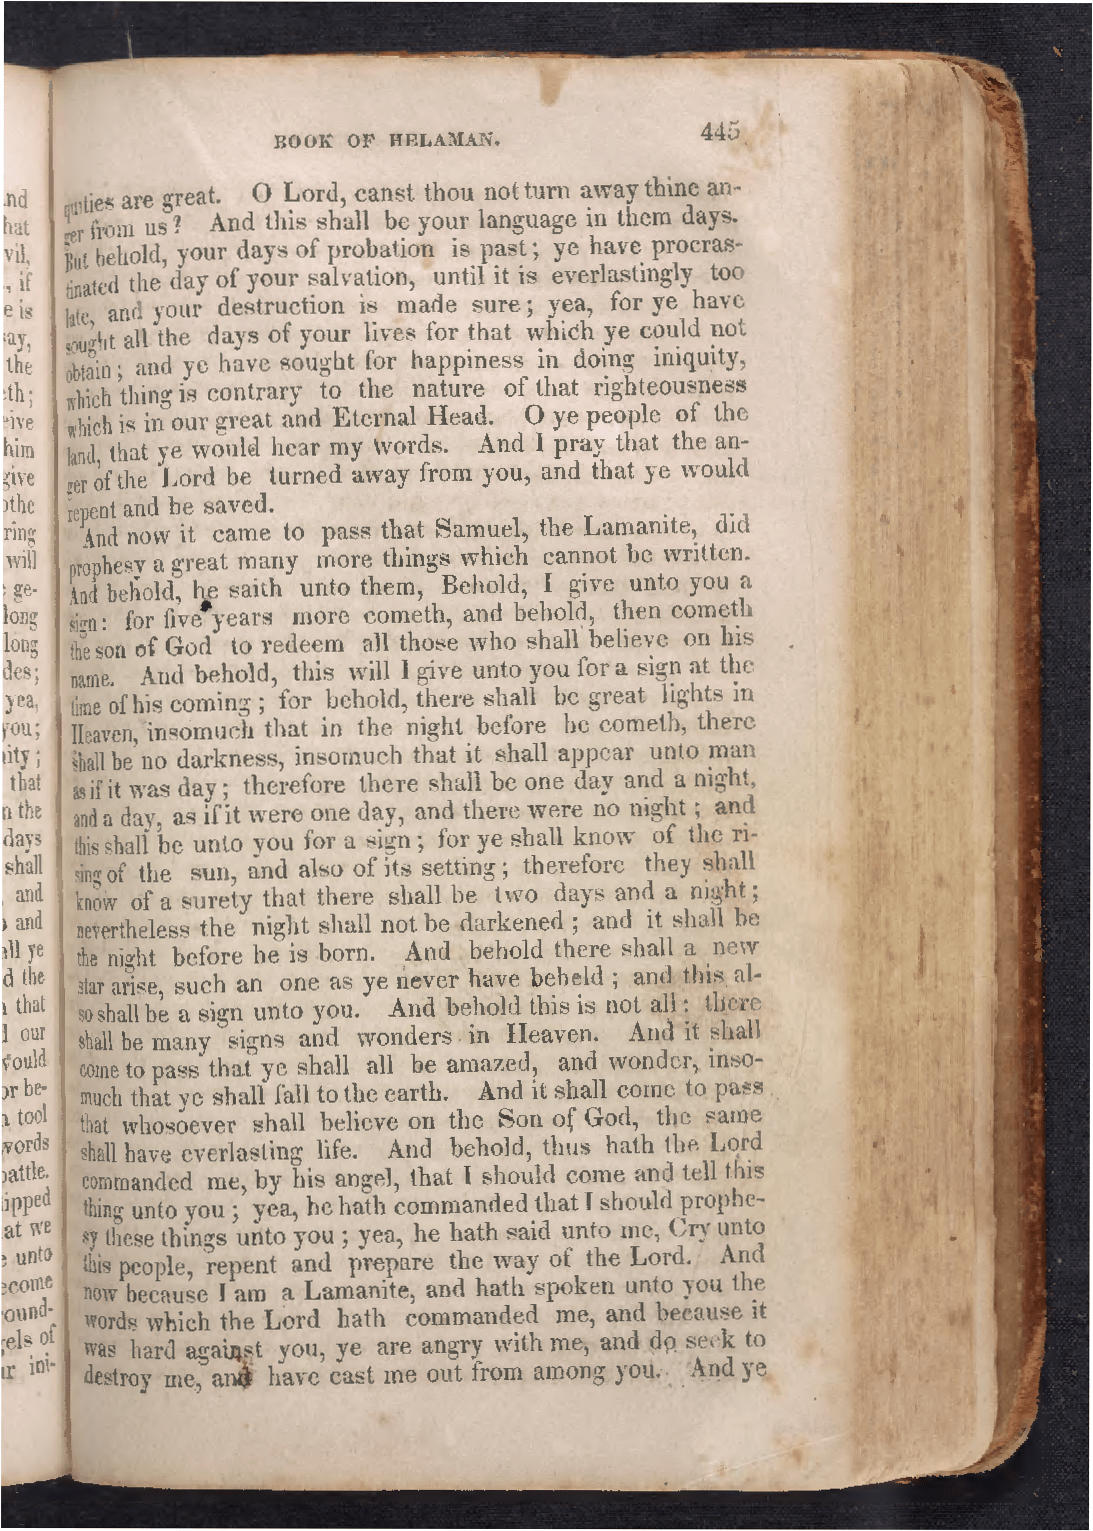 BOOK OF HELAMAN. 445
quities are great. O Lord, canst thou not turn away thine an-
ger from us? And this shall be your language in them days.
But behold, your days of probation is past; ye have procras-
tinated the day of your salvation, until it is everlastingly too
late, and your destruction is made sure; yea, for ye have
sought all the days of your lives for that which ye could not
obtain; and ye have sought for happiness in doing iniquity,
which thing is contrary to the nature of that righteousness
which is in our great and Eternal Head. O ye people of the
land, that ye would hear my words. And I pray that the an-
ger of the Lord be turned away from you, and that ye would
repent and be saved.
And now it came to pass that Samuel, the Lamanite, did
prophesy a great many more things which cannot be written.
And behold, he saith unto them, Behold, I give unto you a
sign: for five years more cometh, and behold, then cometh
the son of God to redeem all those who shall believe on his
name. And behold, this will I give unto you for a sign at the
time of his coming; for behold, there shall be great lights in
Heaven, insomuch that in the night before he cometh, there
shall be no darkness, insomuch that it shall appear unto man
as if it was day; therefore there shall be one day and a night,
and a day, as if it were one day, and there were no night; and
this shall be unto you for a sign; for ye shall know of the ri-
sing of the sun, and also of its setting; therefore they shall
know of a surety that there shall be two days and a night;
nevertheless the night shall not be darkened; and it shall be
the night before he is born. And behold there shall a new
star arise, such an one as ye never have beheld; and this al-
so shall be a sign unto you. And behold this is not all: there
shall be many signs and wonders in Heaven. And it shall
come to pass that ye shall all be amazed, and wonder, inso-
much that ye shall fall to the earth. And it shall come to pass
that whosoever shall believe on the Son of God, the same
shall have everlasting life. And behold, thus hath the Lord
commanded me, by his angel, that I should come and tell this
thing unto you; yea, he hath commanded that I should prophe-
sy these things unto you; yea, he hath said unto me, Cry unto
this people, repent and prepare the way of the Lord. And
now because I am a Lamanite, and hath spoken unto you the
words which the Lord hath commanded me, and because it
was hard against you, ye are angry with me, and do seek to
destroy me, and have cast me out from among you. And ye